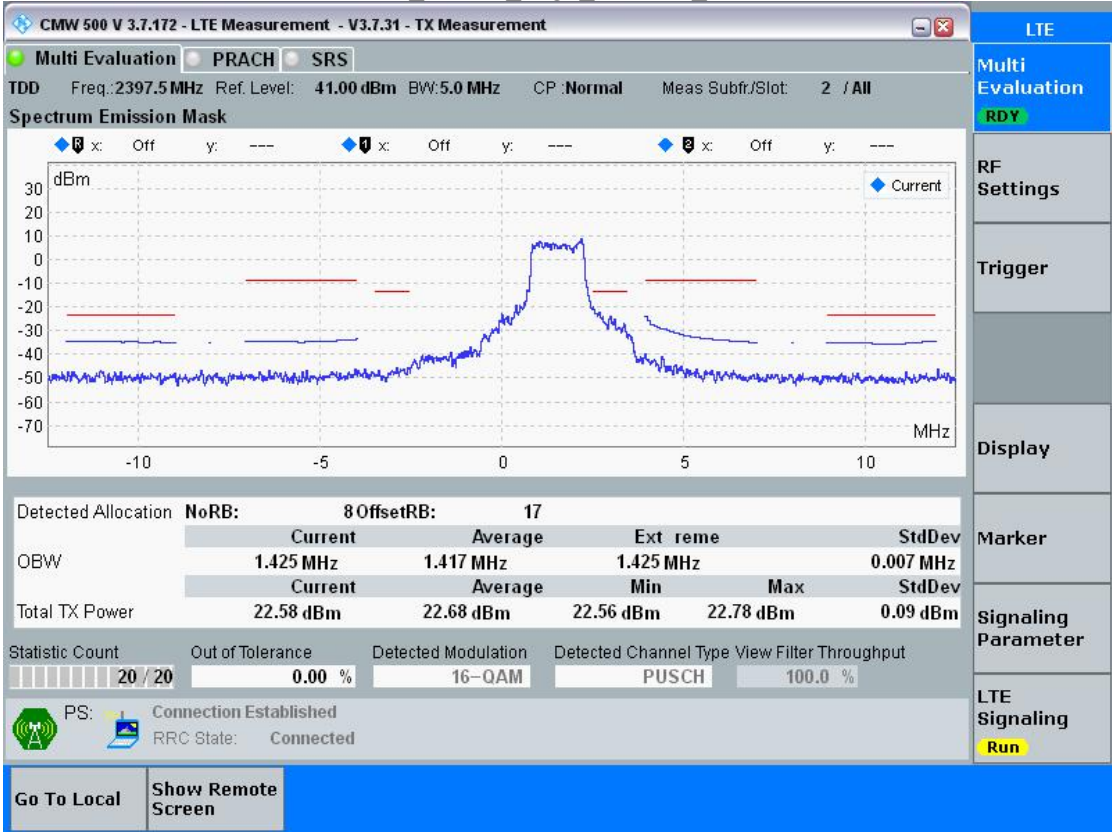 CMW 500 V 3.7.172 - LTE Measurement - V3.7.31 - TX Measurement
LTE
Multi Evaluation PRACH SRS
TDD Freq.:2397.5 MHz Ref. Level: 41.00 dBm BW:5.0 MHz CP :Normal Meas Subfr./Slot: 2 / All
Spectrum Emission Mask
R x: Off y: --- 1 x: Off y: --- 2 x: Off y: ---
dBm
Current
30
20
10
0
-10
-20
-30
-40
-50
-60
-70
MHz
-10 -5 0 5 10
Detected Allocation NoRB: 8 OffsetRB: 17
Current Average Ext reme StdDev
OBW 1.425 MHz 1.417 MHz 1.425 MHz 0.007 MHz
Current Average Min Max StdDev
Total TX Power 22.58 dBm 22.68 dBm 22.56 dBm 22.78 dBm 0.09 dBm
Statistic Count Out of Tolerance Detected Modulation Detected Channel Type View Filter Throughput
20 / 20 0.00 % 16-QAM PUSCH 100.0 %
PS: Connection Established
RRC State: Connected
Multi
Evaluation
RDY
RF
Settings
Trigger
Display
Marker
Signaling
Parameter
LTE
Signaling
Run
Go To Local
Show Remote
Screen